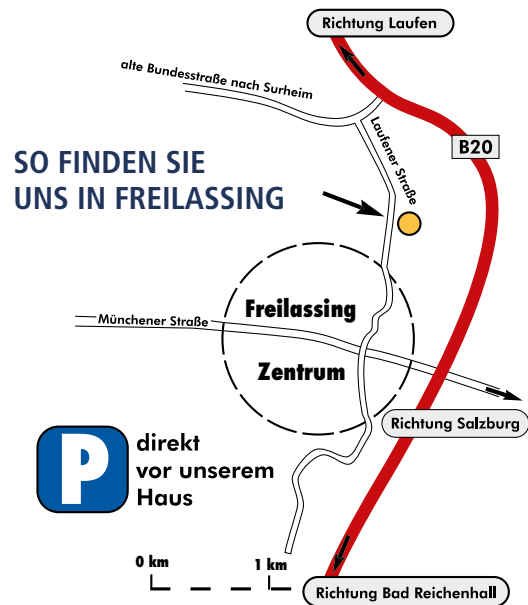 Richtung Laufen
alte Bundesstraße nach Surheim
Laufener Straße
B20
SO FINDEN SIE
UNS IN FREILASSING
Freilassing
Münchener Straße
Zentrum
Richtung Salzburg
P
direkt
vor unserem
Haus
0 km
1 km
Richtung Bad Reichenhall